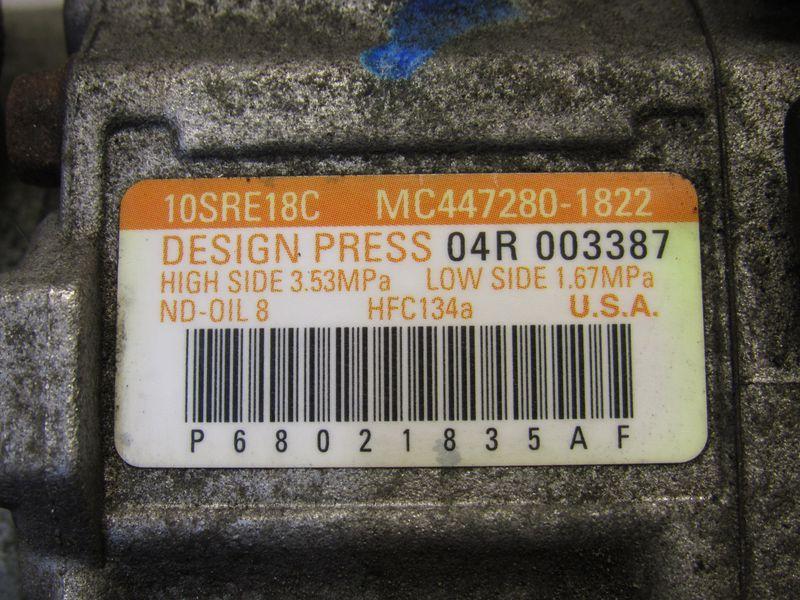 10SRE18C MC447280-1822
DESIGN PRESS 04R 003387
HIGH SIDE 3.53MPa LOW SIDE 1.67MPa
ND-OIL 8 HFC134a U.S.A.
P68021835AF